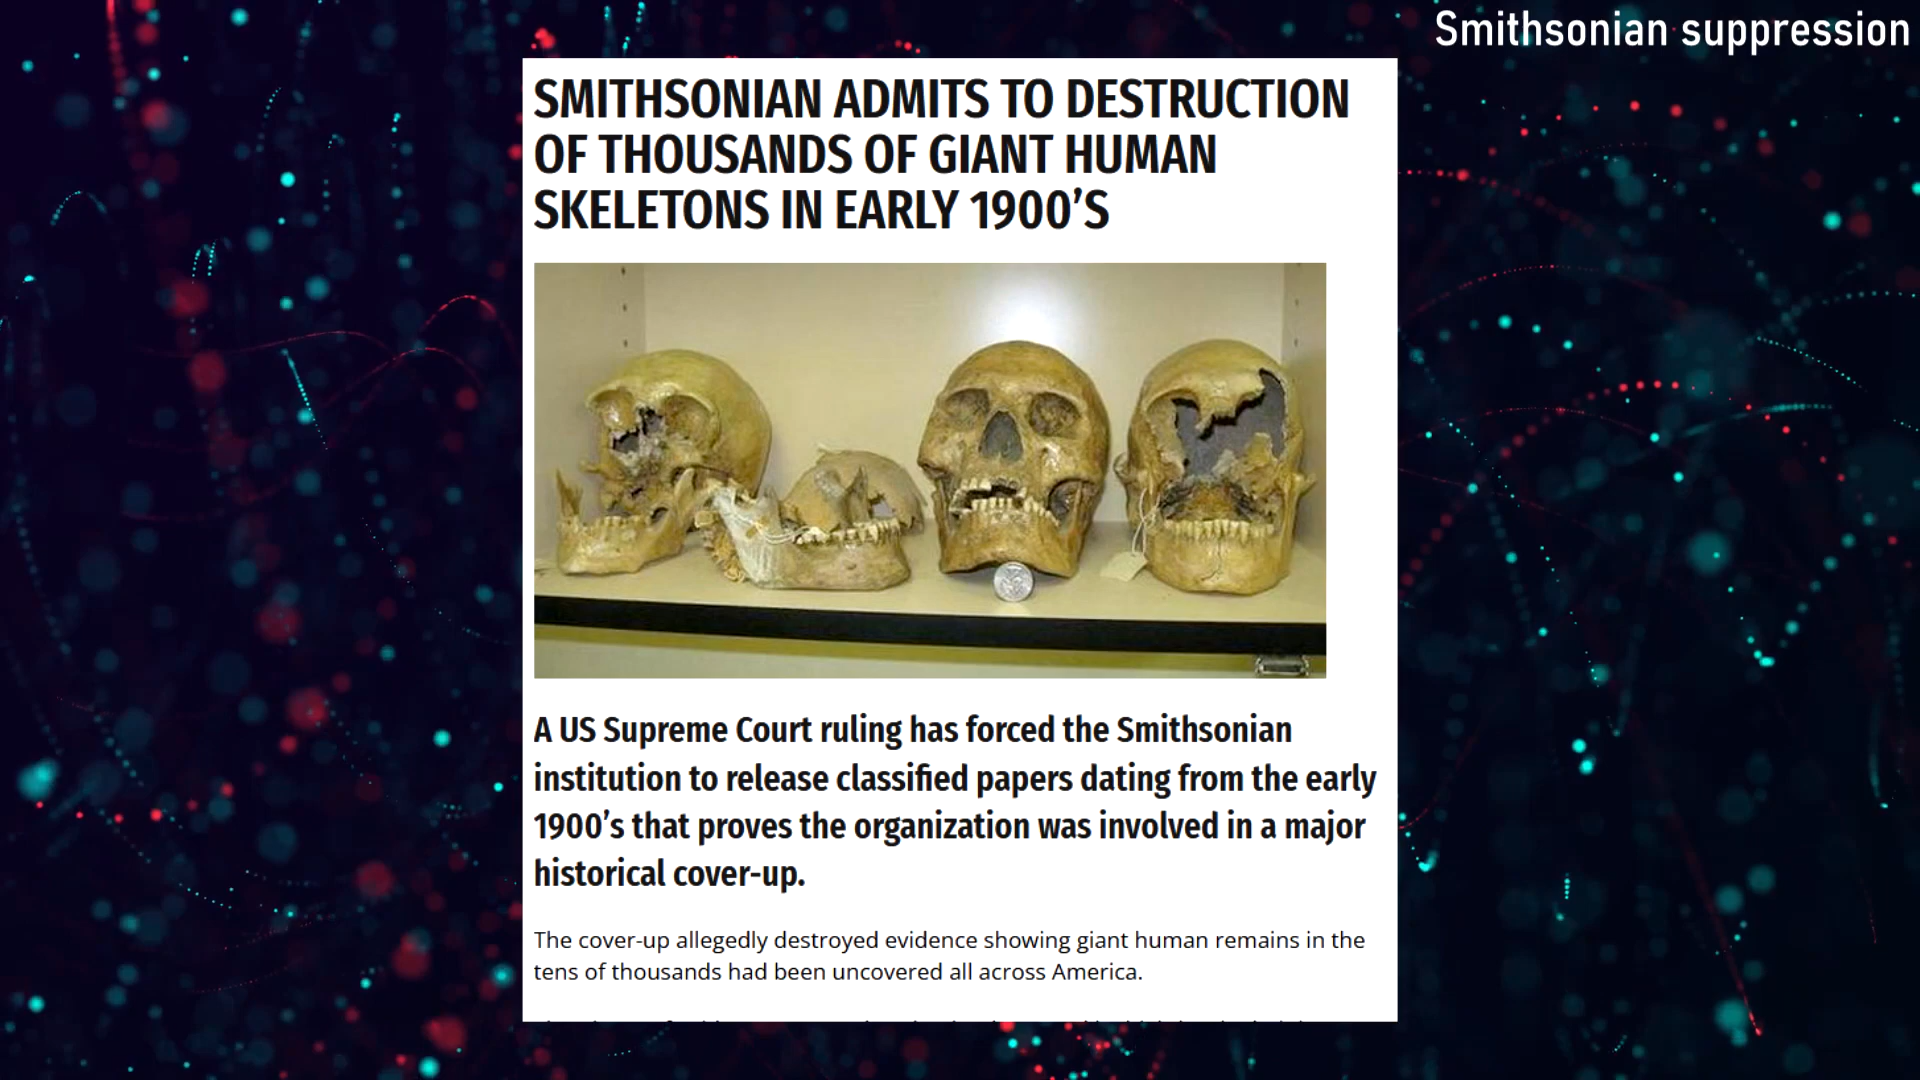 Smithsonian suppression
SMITHSONIAN ADMITS TO DESTRUCTION
OF THOUSANDS OF GIANT HUMAN
SKELETONS IN EARLY 1900’S
A US Supreme Court ruling has forced the Smithsonian
institution to release classified papers dating from the early
1900’s that proves the organization was involved in a major
historical cover-up.
The cover-up allegedly destroyed evidence showing giant human remains in the
tens of thousands had been uncovered all across America.